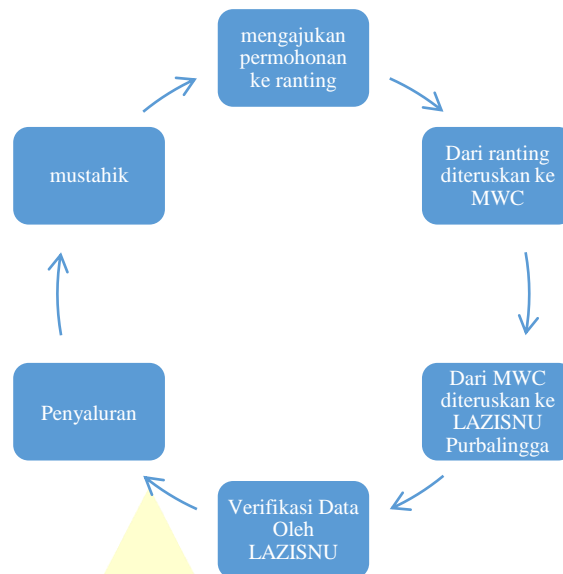 mengajukan
permohonan
ke ranting
Dari ranting
diteruskan ke
MWC
Dari MWC
diteruskan ke
LAZISNU
Purbalingga
Verifikasi Data
Oleh
LAZISNU
Penyaluran
mustahik